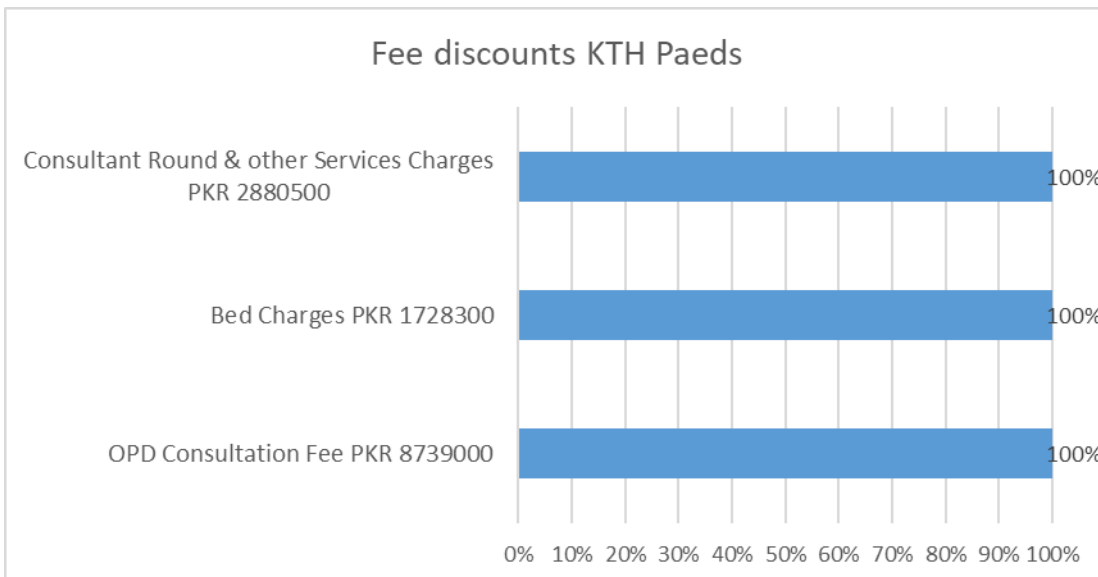 Fee discounts KTH Paeds
Consultant Round & other Services Charges
PKR 2880500
100%
Bed Charges PKR 1728300
100%
OPD Consultation Fee PKR 8739000
100%
0% 10% 20% 30% 40% 50% 60% 70% 80% 90% 100%